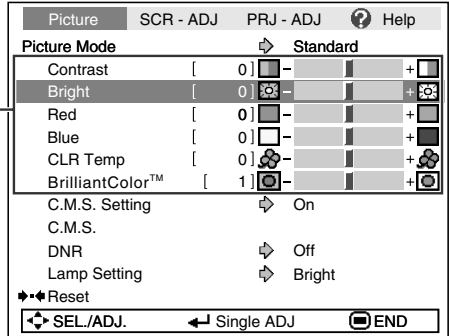 Picture SCR - ADJ PRJ - ADJ ? Help
Picture Mode Standard
Contrast [ 0 ] - +
Bright [ 0 ] - +
Red [ 0 ] - +
Blue [ 0 ] - +
CLR Temp [ 0 ] - +
BrilliantColor™ [ 1 ] - +
C.M.S. Setting On
C.M.S.
DNR Off
Lamp Setting Bright
Reset
SEL./ADJ. Single ADJ END